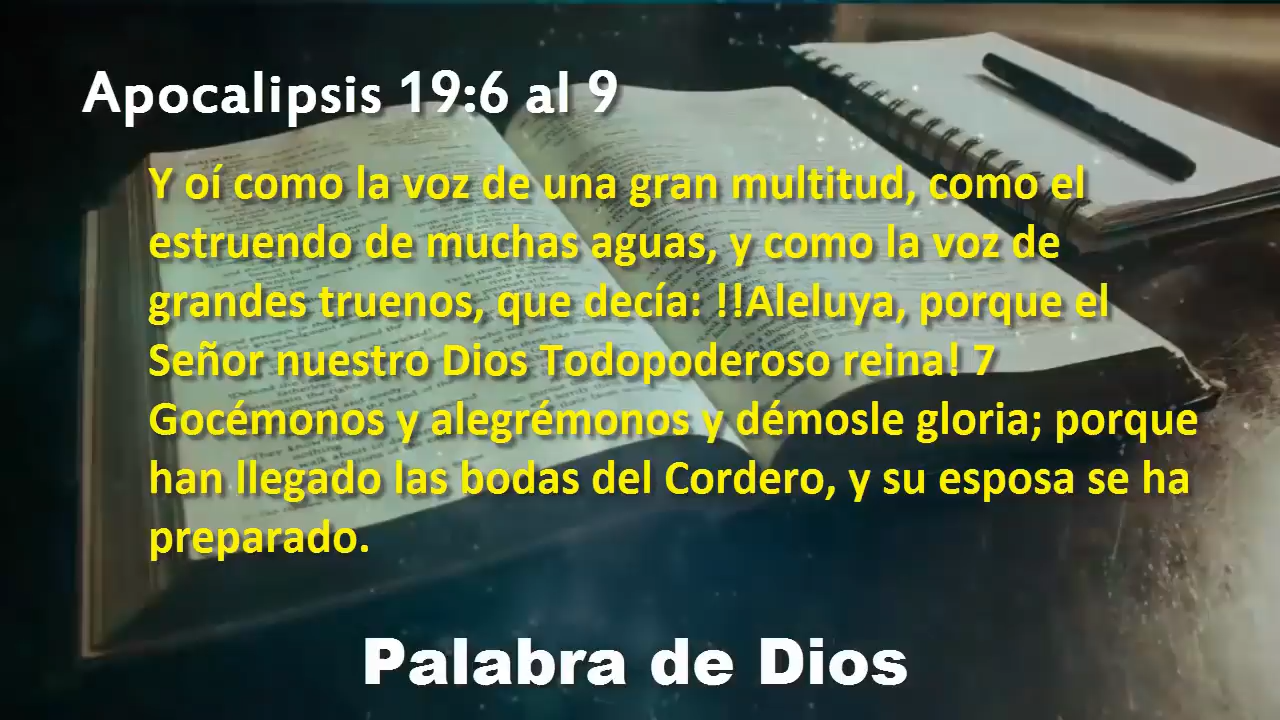 Apocalipsis 19:6 al 9
Y oí como la voz de una gran multitud, como el
estruendo de muchas aguas, y como la voz de
grandes truenos, que decía: !!Aleluya, porque el
Señor nuestro Dios Todopoderoso reina! 7
Gocémonos y alegrémonos y démosle gloria; porque
han llegado las bodas del Cordero, y su esposa se ha
preparado.
Palabra de Dios